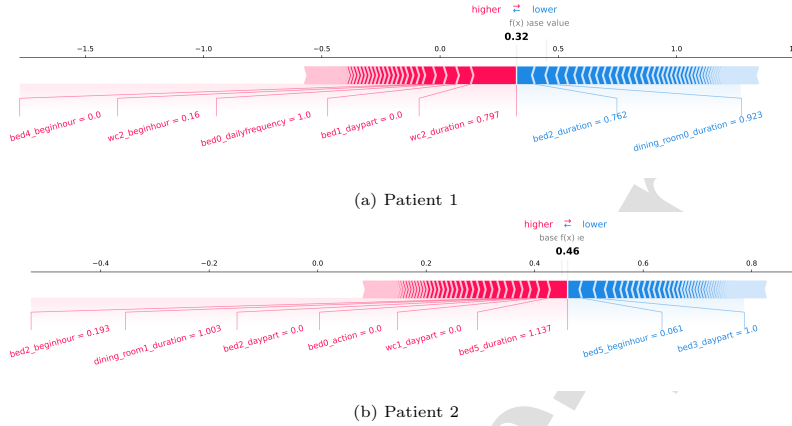 higher ⇄ lower
f(x) base value
0.32
−1.5 −1.0 −0.5 0.0 0.5 1.0
bed4_beginhour = 0.0 wc2_beginhour = 0.16 bed0_dailyfrequency = 1.0 bed1_daypart = 0.0 wc2_duration = 0.797 bed2_duration = 0.762 dining_room0_duration = 0.923
(a) Patient 1
higher ⇄ lower
base f(x)
0.46
−0.4 −0.2 0.0 0.2 0.4 0.6 0.8
bed2_beginhour = 0.193 dining_room1_duration = 1.003 bed2_daypart = 0.0 bed0_action = 0.0 wc1_daypart = 0.0 bed5_duration = 1.137 bed5_beginhour = 0.061 bed3_daypart = 1.0
(b) Patient 2